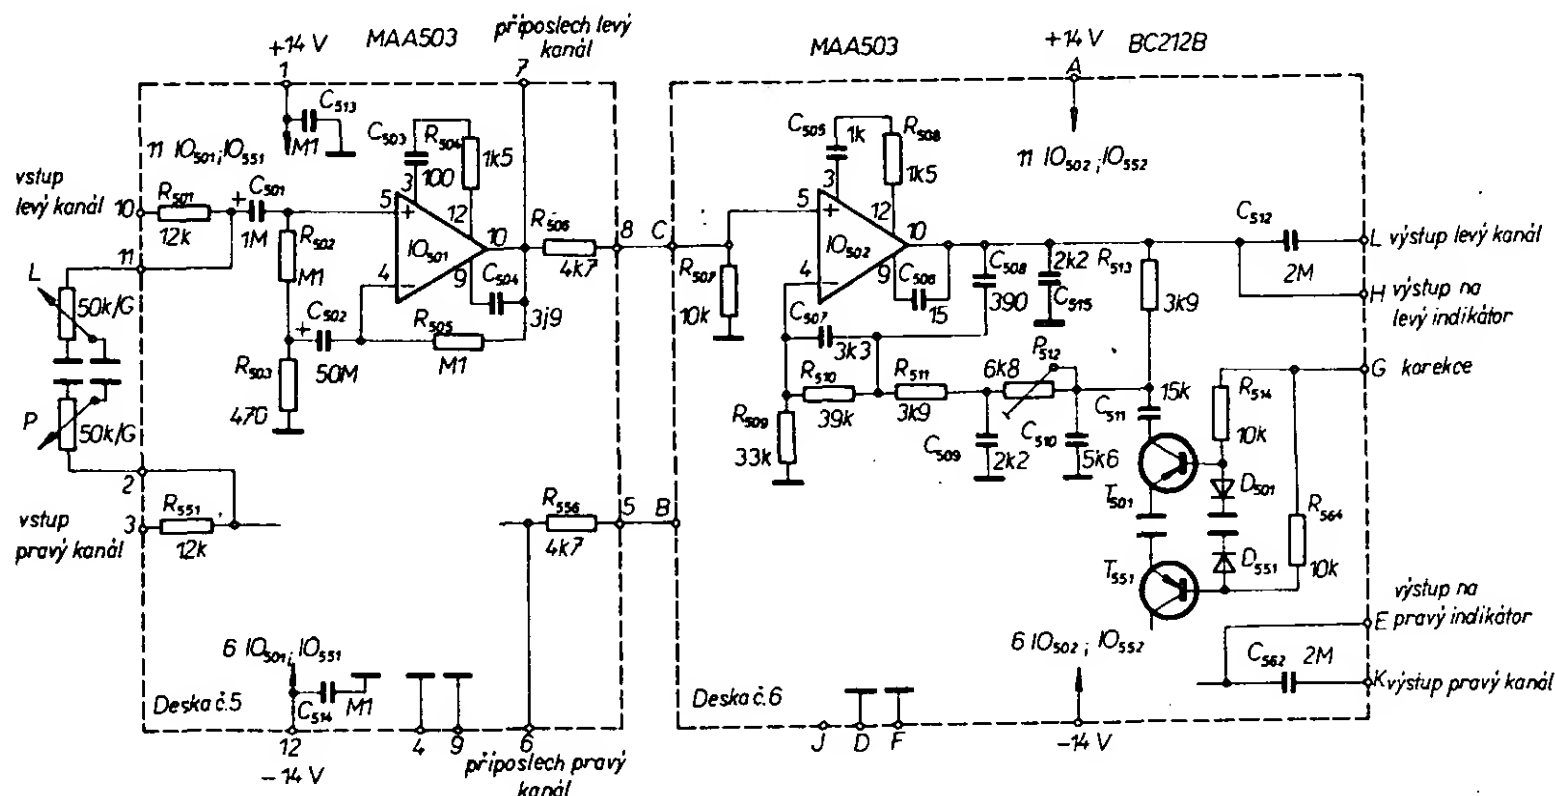 +14 V
MAA503
příposlech levý
kanál
1
7
C513
M1
11 IO501; IO551
C503
100
R504
1k5
3
12
vstup
levý kanál
10
R501
12k
+
C501
1M
R502
M1
5
+
IO501
10
4
−
9
C504
3j9
R506
4k7
8
11
L
50k/G
+
C502
50M
R505
M1
R503
470
P
50k/G
2
R551
12k
vstup
pravý kanál
3
R556
4k7
5
6 IO501; IO551
C514
M1
Deska č.5
12
−14 V
4
9
6
příposlech pravý
kanál
MAA503
+14 V
BC212B
A
C505
1k
R508
1k5
3
12
11 IO502; IO552
C
R507
10k
5
+
IO502
10
4
−
9
C506
15
C508
390
2k2
C515
R513
3k9
C512
2M
L výstup levý kanál
H výstup na
levý indikátor
C507
3k3
R510
39k
R511
3k9
6k8
P512
R509
33k
C509
2k2
C510
5k6
C511
15k
R514
10k
G korekce
T501
D501
R564
10k
T551
D551
B
6 IO502; IO552
výstup na
E pravý indikátor
C562
2M
K výstup pravý kanál
Deska č.6
J
D
F
−14 V